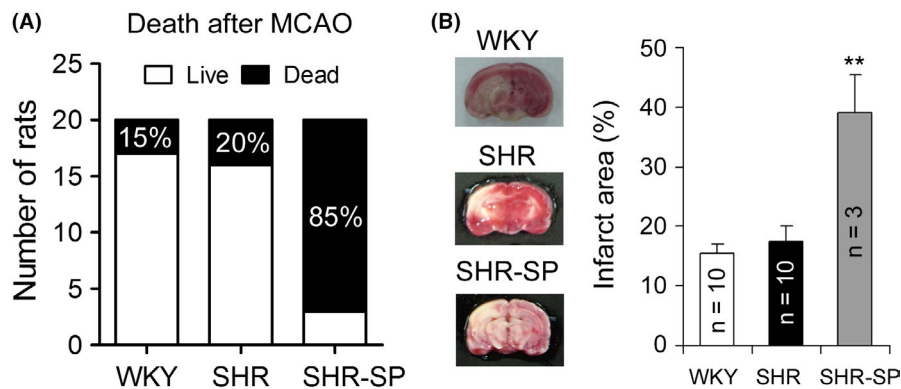 (A)
Death after MCAO
Live
Dead
Number of rats
25
20
15
10
5
0
15%
20%
85%
WKY
SHR
SHR-SP
(B)
WKY
SHR
SHR-SP
Infarct area (%)
50
40
30
20
10
0
**
n = 10
n = 10
n = 3
WKY
SHR
SHR-SP